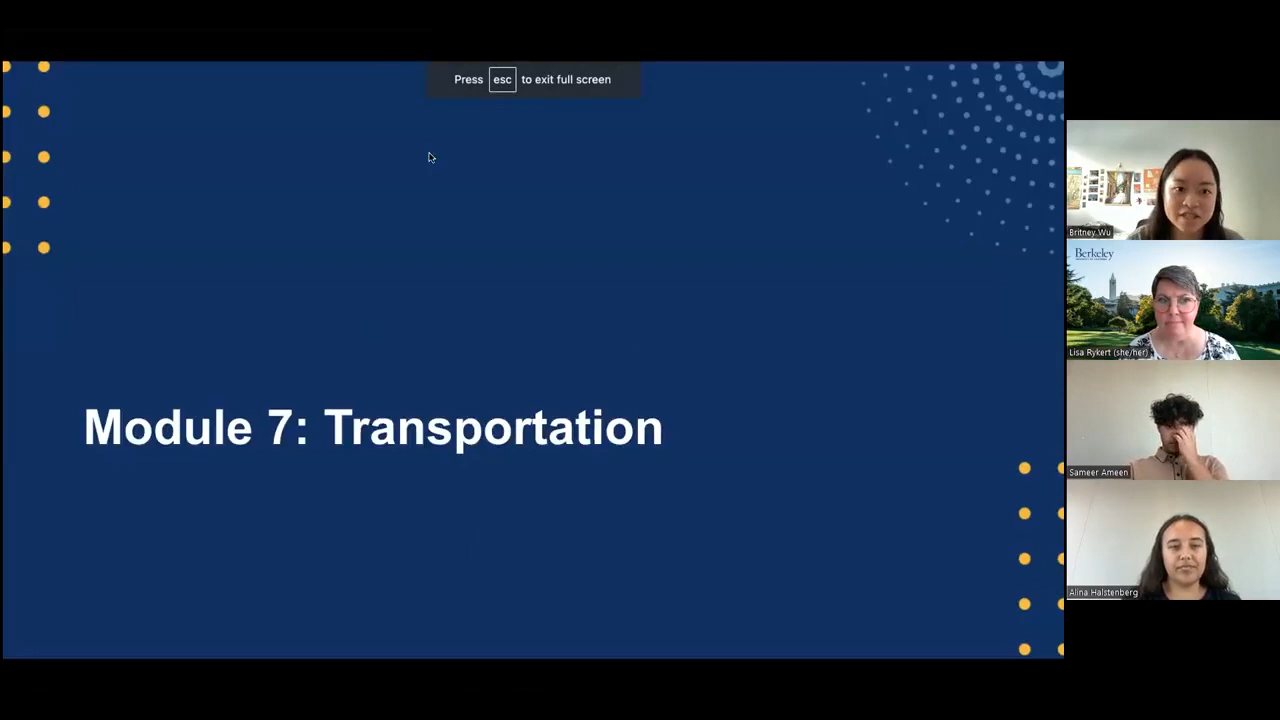 Press esc to exit full screen
Module 7: Transportation
Britney Wu
Berkeley
Lisa Rykert (she/her)
Sameer Ameen
Alina Halstenberg